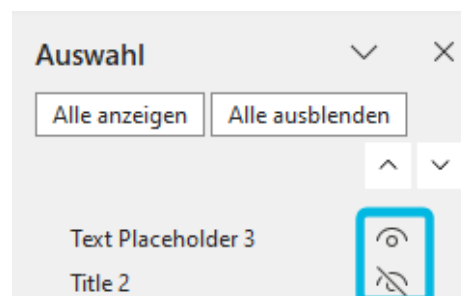 Auswahl
Alle anzeigen Alle ausblenden
Text Placeholder 3
Title 2